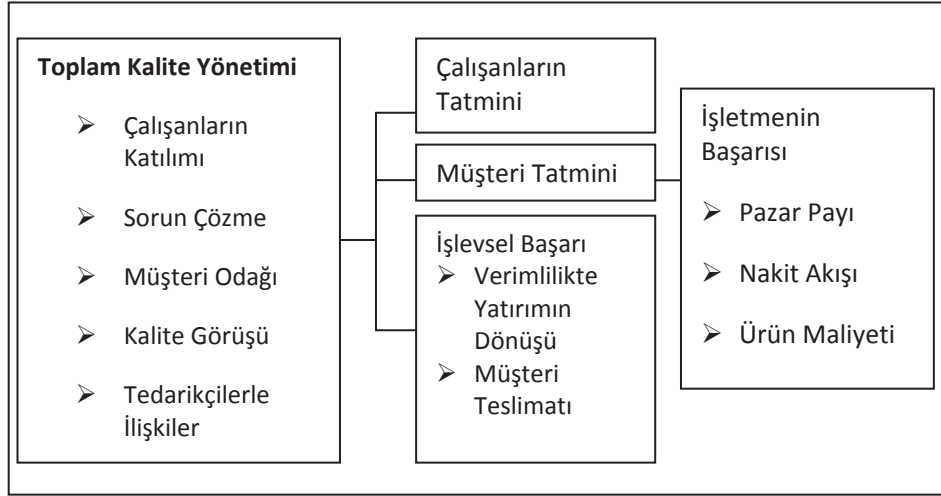 Toplam Kalite Yönetimi
➢ Çalışanların
Katılımı
➢ Sorun Çözme
➢ Müşteri Odağı
➢ Kalite Görüşü
➢ Tedarikçilerle
İlişkiler
Çalışanların
Tatmini
Müşteri Tatmini
İşlevsel Başarı
➢ Verimlilikte
Yatırımın
Dönüşü
➢ Müşteri
Teslimatı
İşletmenin
Başarısı
➢ Pazar Payı
➢ Nakit Akışı
➢ Ürün Maliyeti